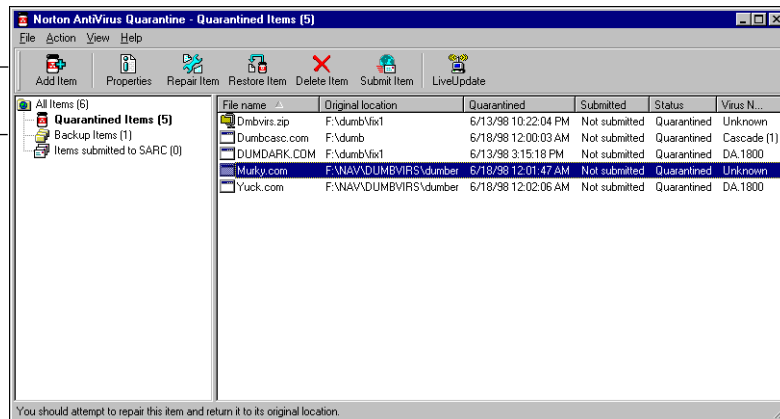 Norton AntiVirus Quarantine - Quarantined Items (5)
File Action View Help
Add Item Properties Repair Item Restore Item Delete Item Submit Item LiveUpdate
All Items (6)
Quarantined Items (5)
Backup Items (1)
Items submitted to SARC (0)
File name Original location Quarantined Submitted Status Virus N...
Dmbvirs.zip F:\dumb\fix1 6/13/98 10:22:04 PM Not submitted Quarantined Unknown
Dumbcasc.com F:\dumb 6/18/98 12:00:03 AM Not submitted Quarantined Cascade (1)
DUMDARK.COM F:\dumb\fix1 6/13/98 3:15:18 PM Not submitted Quarantined DA.1800
Murky.com F:\NAV\DUMBVIRS\dumber 6/18/98 12:01:47 AM Not submitted Quarantined Unknown
Yuck.com F:\NAV\DUMBVIRS\dumber 6/18/98 12:02:06 AM Not submitted Quarantined DA.1800
You should attempt to repair this item and return it to its original location.